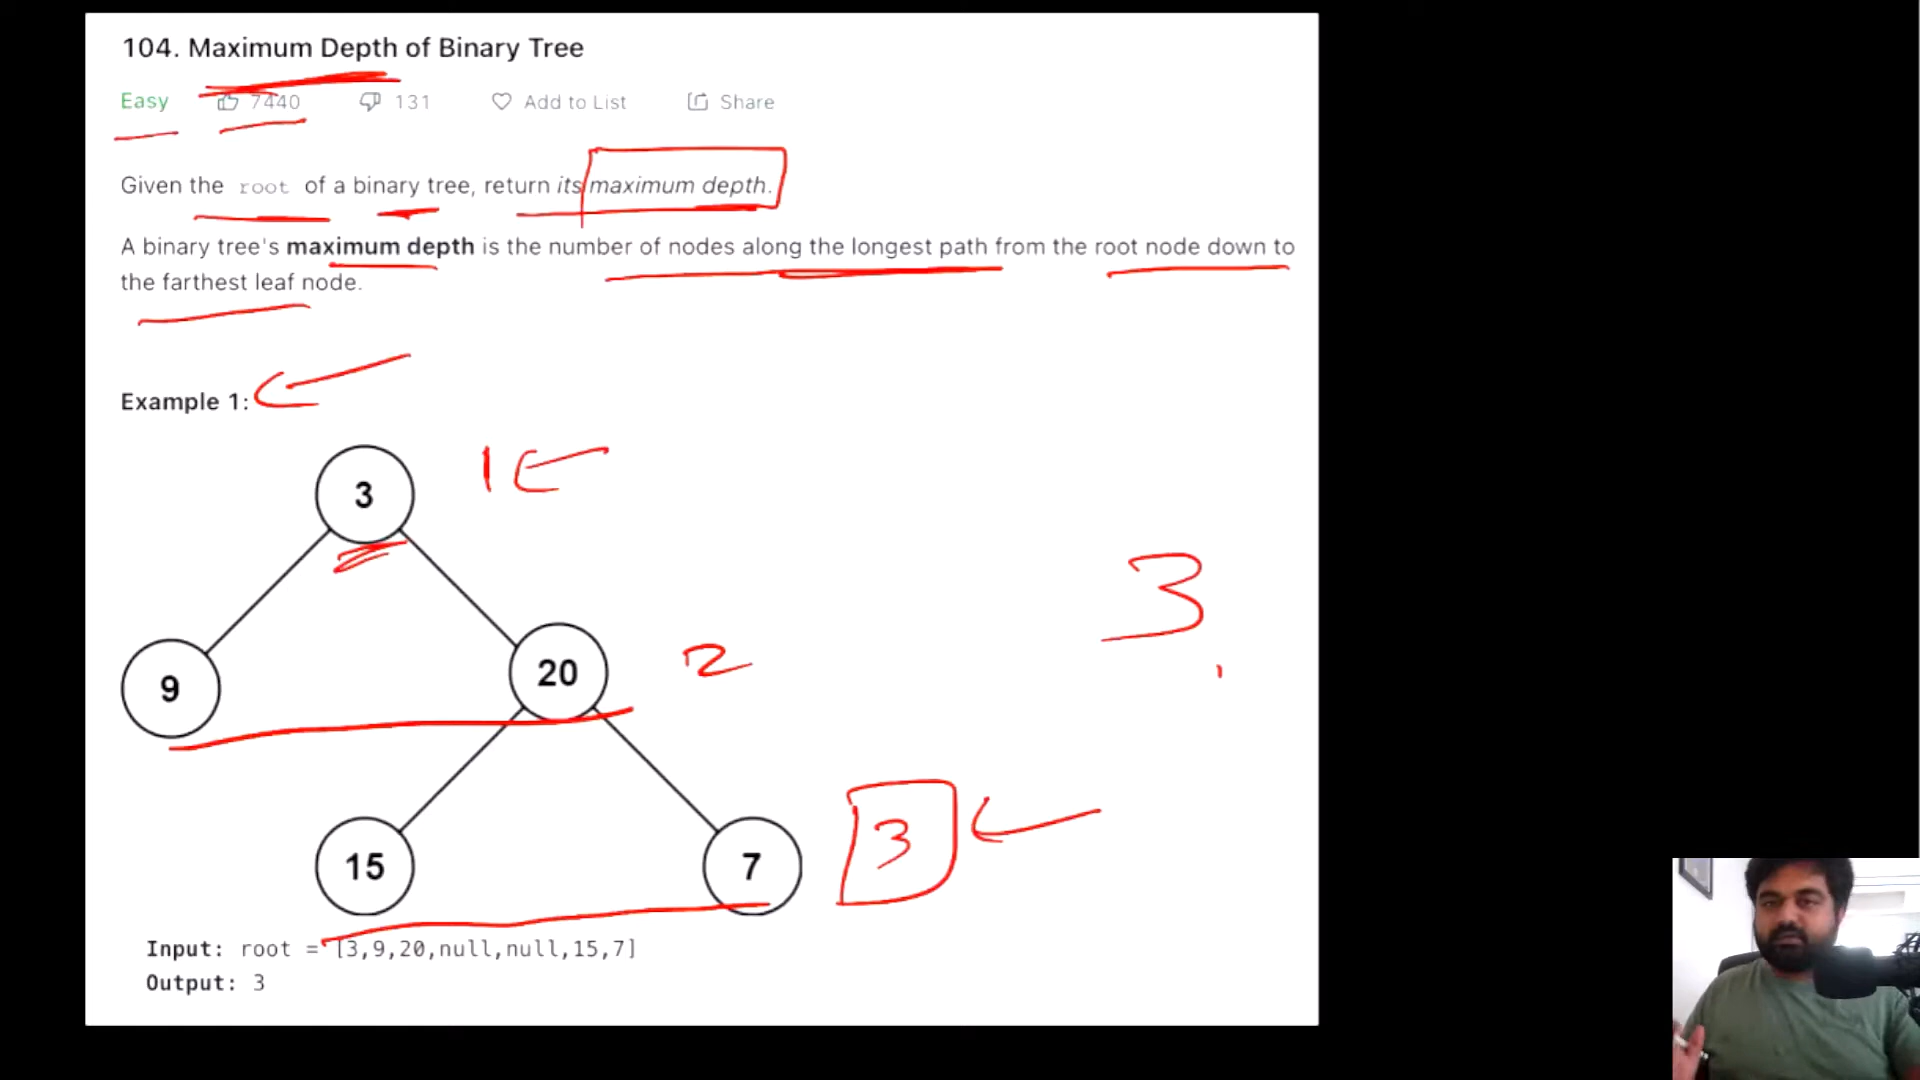 104. Maximum Depth of Binary Tree
Easy 7440 131 Add to List Share
Given the root of a binary tree, return its maximum depth.
A binary tree's maximum depth is the number of nodes along the longest path from the root node down to
the farthest leaf node.
Example 1:
3 1
3
9 20 2
15 7 3
Input: root = [3,9,20,null,null,15,7]
Output: 3